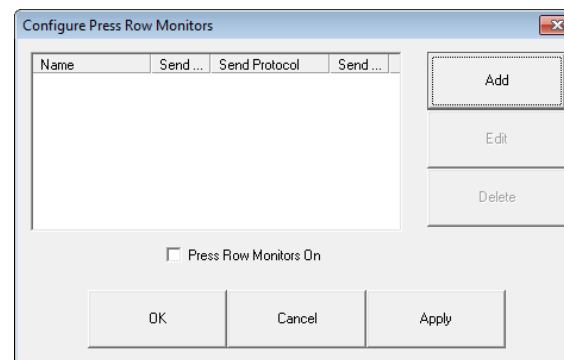 Configure Press Row Monitors
Name Send ... Send Protocol Send ...
Add
Edit
Delete
Press Row Monitors On
OK Cancel Apply